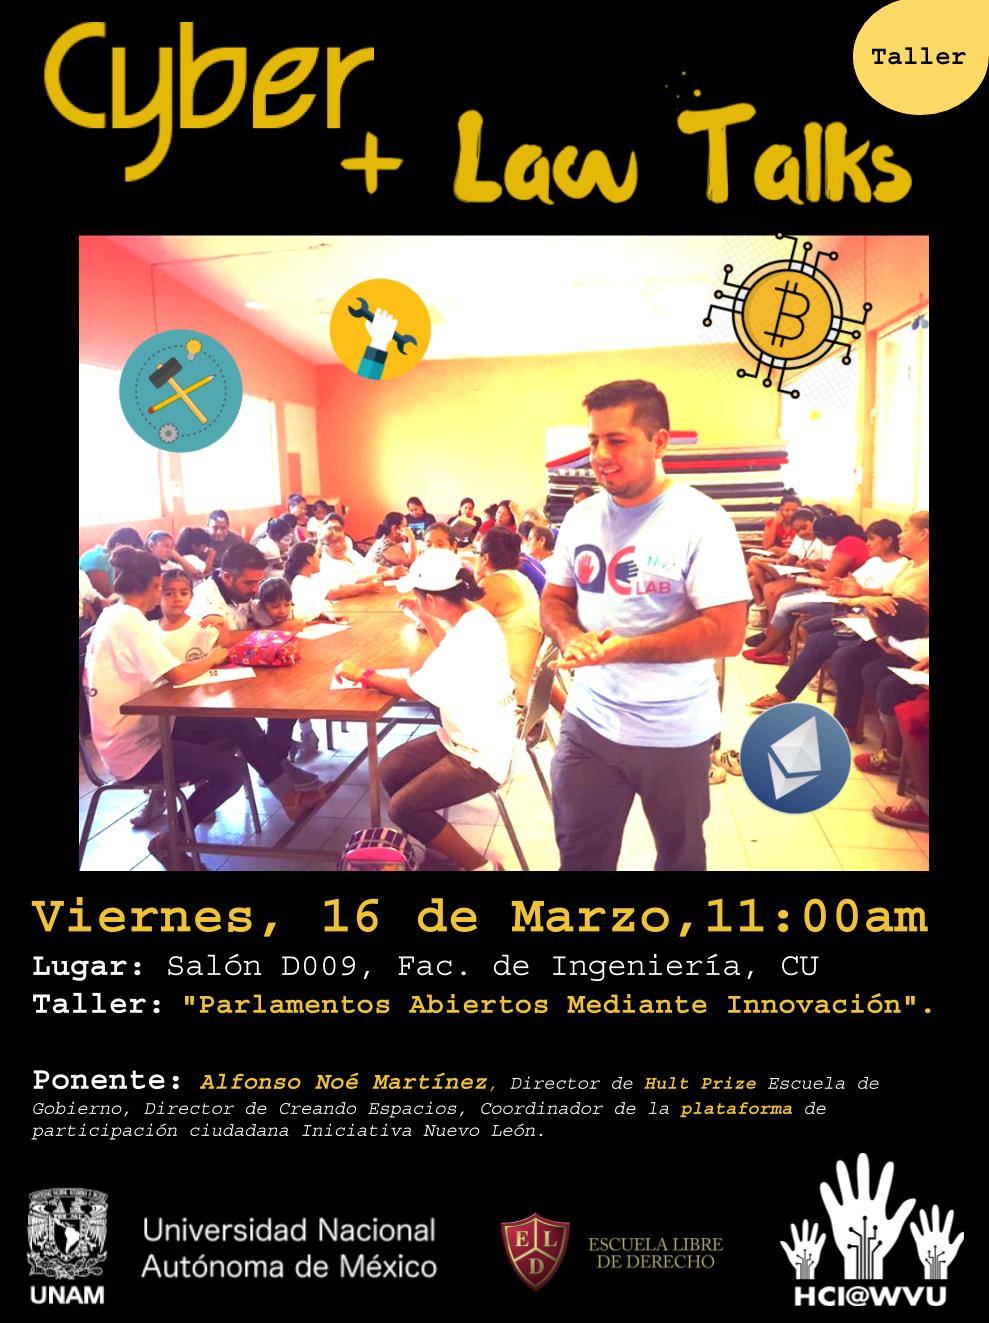 Cyber
+ Law Talks
Taller
ac
LAB
Viernes, 16 de Marzo,11:00am
Lugar: Salón D009, Fac. de Ingeniería, CU
Taller: "Parlamentos Abiertos Mediante Innovación".
Ponente: Alfonso Noé Martínez, Director de Hult Prize Escuela de
Gobierno, Director de Creando Espacios, Coordinador de la plataforma de
participación ciudadana Iniciativa Nuevo León.
UNAM
Universidad Nacional
Autónoma de México
E L
D
ESCUELA LIBRE
DE DERECHO
HCI@WVU